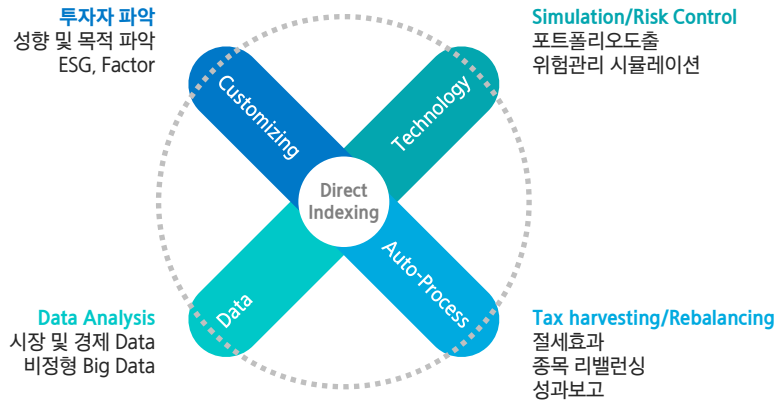 투자자 파악
성향 및 목적 파악
ESG, Factor
Simulation/Risk Control
포트폴리오도출
위험관리 시뮬레이션
Customizing
Technology
Direct
Indexing
Data
Auto-Process
Data Analysis
시장 및 경제 Data
비정형 Big Data
Tax harvesting/Rebalancing
절세효과
종목 리밸런싱
성과보고